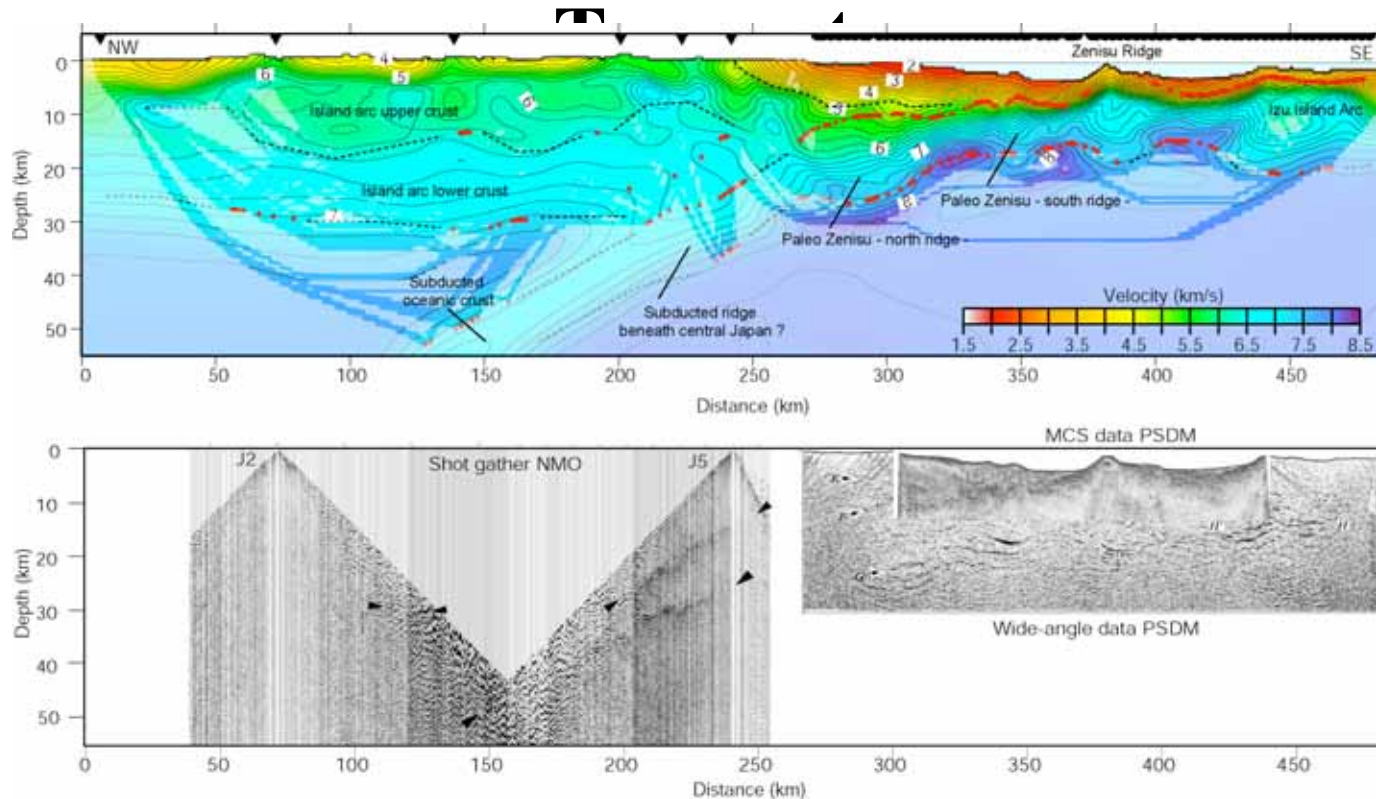 NW
Zenisu Ridge
SE
0
10
20
30
40
50
Depth (km)
6
4
5
2
3
4
5
6
7
8
Island arc upper crust
Izu Island Arc
Island arc lower crust
Paleo Zenisu - south ridge -
Paleo Zenisu - north ridge -
Subducted
oceanic crust
Subducted ridge
beneath central Japan ?
Velocity (km/s)
1.5 2.5 3.5 4.5 5.5 6.5 7.5 8.5
0 50 100 150 200 250 300 350 400 450
Distance (km)
MCS data PSDM
J2 Shot gather NMO J5
0
10
20
30
40
50
Depth (km)
Wide-angle data PSDM
0 50 100 150 200 250 300 350 400 450
Distance (km)